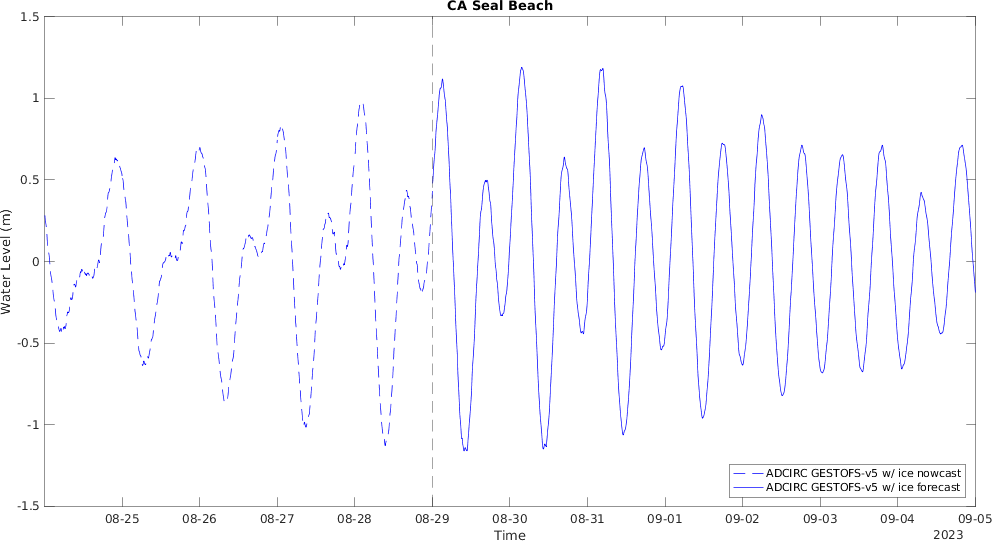 CA Seal Beach
1.5
1
0.5
0
-0.5
-1
-1.5
Water Level (m)
ADCIRC GESTOFS-v5 w/ ice nowcast
ADCIRC GESTOFS-v5 w/ ice forecast
08-25 08-26 08-27 08-28 08-29 08-30 08-31 09-01 09-02 09-03 09-04 09-05
Time
2023